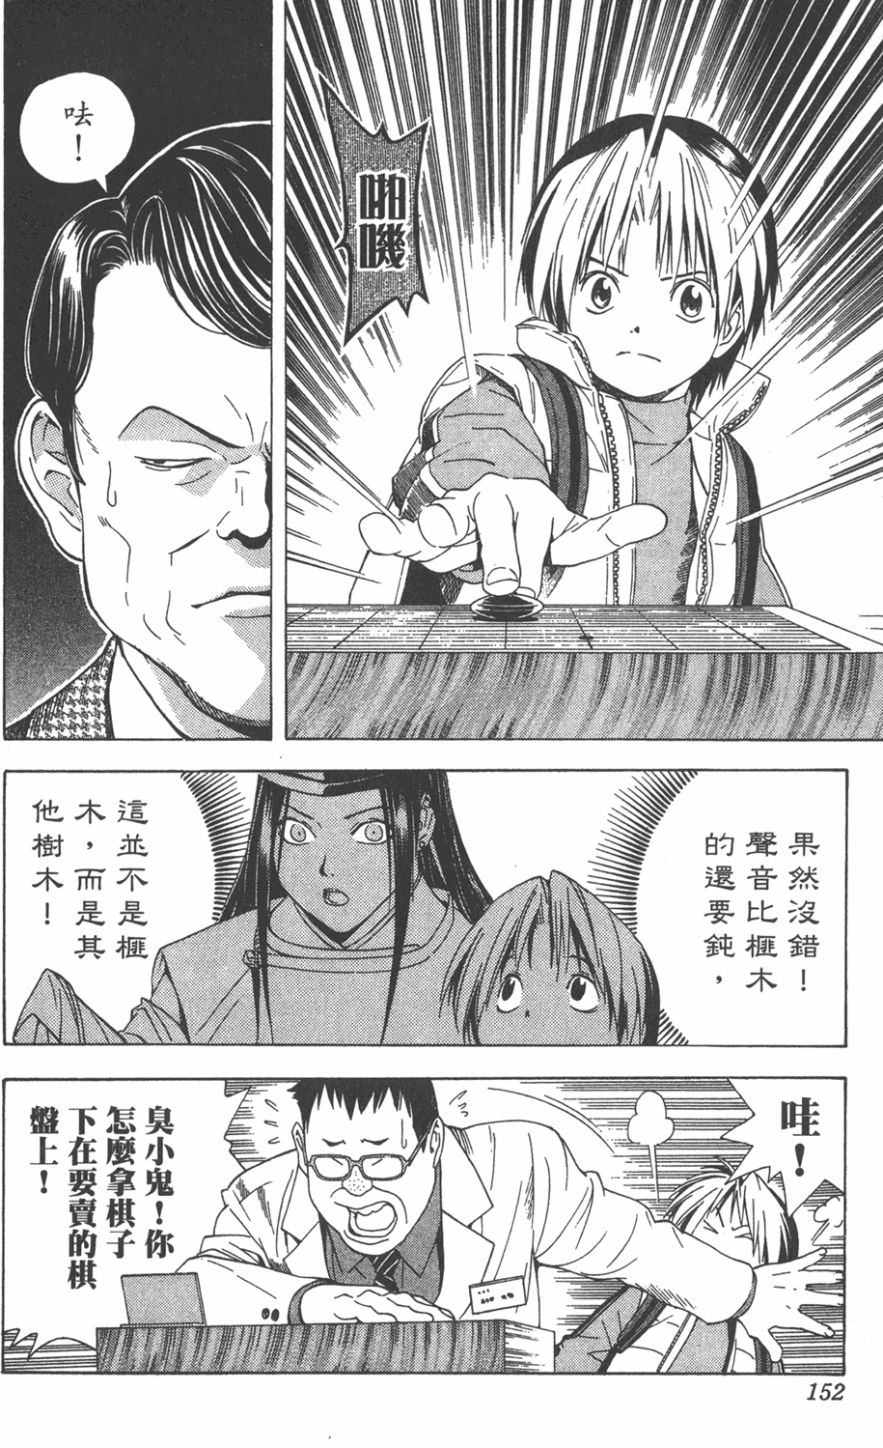 啪嘰
呿！
果然沒錯！
聲音比榧木
的還要鈍，
這並不是榧
木，而是其
他樹木！
哇！
臭小鬼！你
怎麼拿棋子
下在要賣的棋
盤上！
152